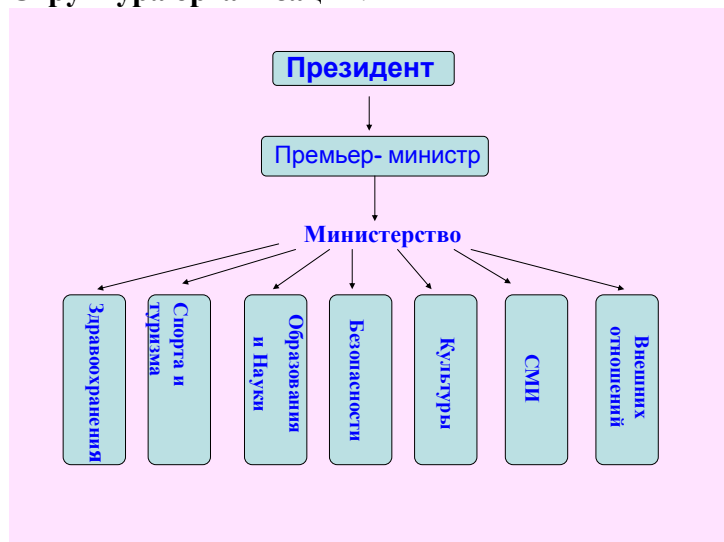 Президент
Премьер- министр
Министерство
Здравоохранения
Спорта и
туризма
Образования
и Науки
Безопасности
Культуры
СМИ
Внешних
отношений